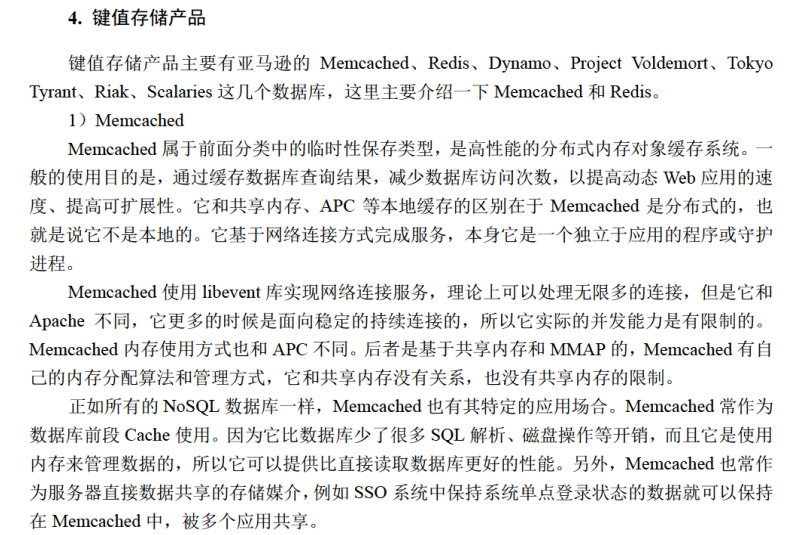 4. 键值存储产品
键值存储产品主要有亚马逊的 Memcached、Redis、Dynamo、Project Voldemort、Tokyo
Tyrant、Riak、Scalaries 这几个数据库，这里主要介绍一下 Memcached 和 Redis。
1）Memcached
Memcached 属于前面分类中的临时性保存类型，是高性能的分布式内存对象缓存系统。一
般的使用目的是，通过缓存数据库查询结果，减少数据库访问次数，以提高动态 Web 应用的速
度、提高可扩展性。它和共享内存、APC 等本地缓存的区别在于 Memcached 是分布式的，也
就是说它不是本地的。它基于网络连接方式完成服务，本身它是一个独立于应用的程序或守护
进程。
Memcached 使用 libevent 库实现网络连接服务，理论上可以处理无限多的连接，但是它和
Apache 不同，它更多的时候是面向稳定的持续连接的，所以它实际的并发能力是有限制的。
Memcached 内存使用方式也和 APC 不同。后者是基于共享内存和 MMAP 的，Memcached 有自
己的内存分配算法和管理方式，它和共享内存没有关系，也没有共享内存的限制。
正如所有的 NoSQL 数据库一样，Memcached 也有其特定的应用场合。Memcached 常作为
数据库前段 Cache 使用。因为它比数据库少了很多 SQL 解析、磁盘操作等开销，而且它是使用
内存来管理数据的，所以它可以提供比直接读取数据库更好的性能。另外，Memcached 也常作
为服务器直接数据共享的存储媒介，例如 SSO 系统中保持系统单点登录状态的数据就可以保持
在 Memcached 中，被多个应用共享。